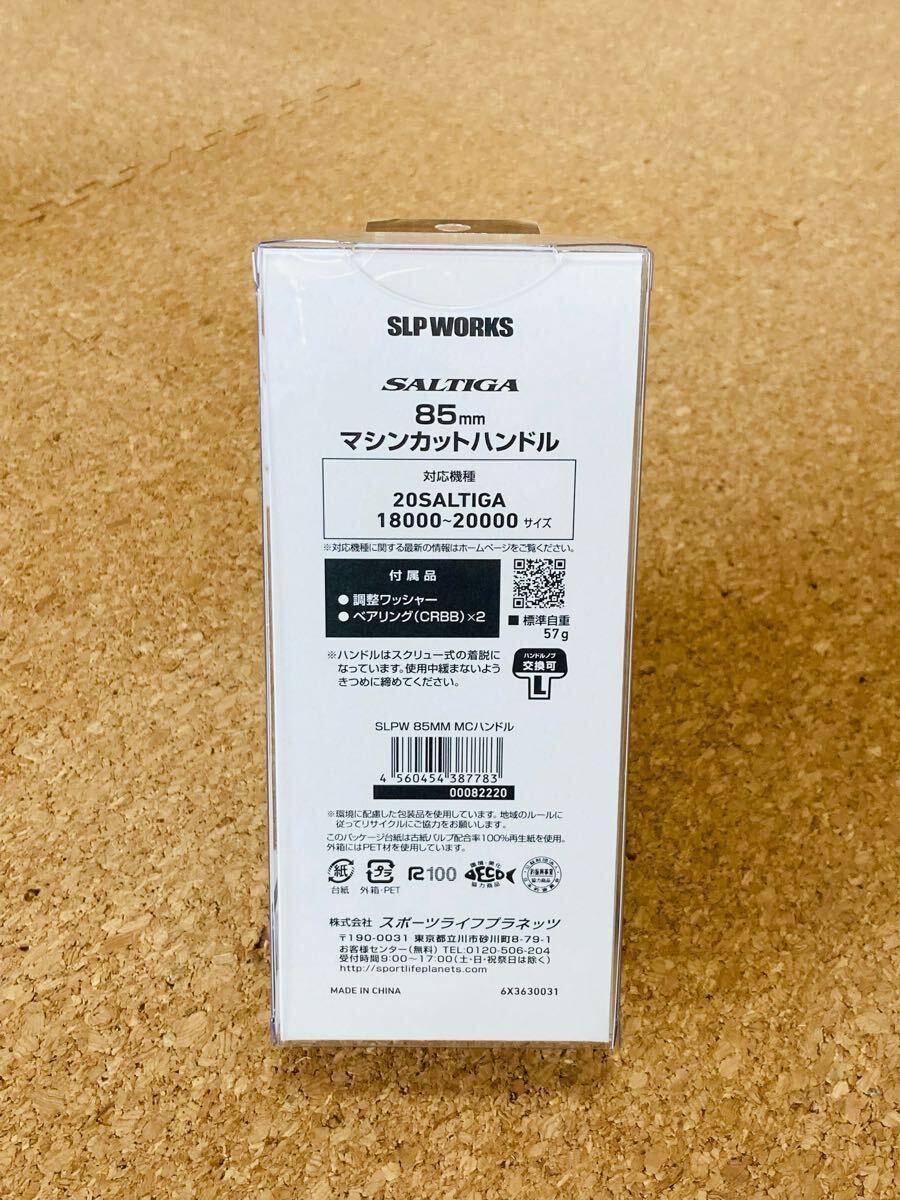 SLP WORKS
SALTIGA
85mm
マシンカットハンドル
対応機種
20SALTIGA
18000~20000 サイズ
※対応機種に関する最新の情報はホームページをご覧ください。
付属品
● 調整ワッシャー
● ベアリング(CRBB)×2
■ 標準自重
57g
※ハンドルはスクリュー式の着脱に
なっています。使用中緩まないよう
きつめに締めてください。
ハンドルノブ
交換可
L
SLPW 85MM MCハンドル
4 560454 387783
00082220
※環境に配慮した包装品を使用しています。地域のルールに
従ってリサイクルにご協力をお願いします。
このパッケージ台紙は古紙パルプ配合率100%再生紙を使用。
外箱にはPET材を使用しています。
紙
台紙
プラ
外箱・PET
R100
環境・美化
ECO
協力商品
株式会社 スポーツライフプラネッツ
〒190-0031 東京都立川市砂川町8-79-1
お客様センター(無料) TEL:0120-506-204
受付時間9:00~17:00(土・日・祝祭日は除く)
http://sportlifeplanets.com
MADE IN CHINA
6X3630031